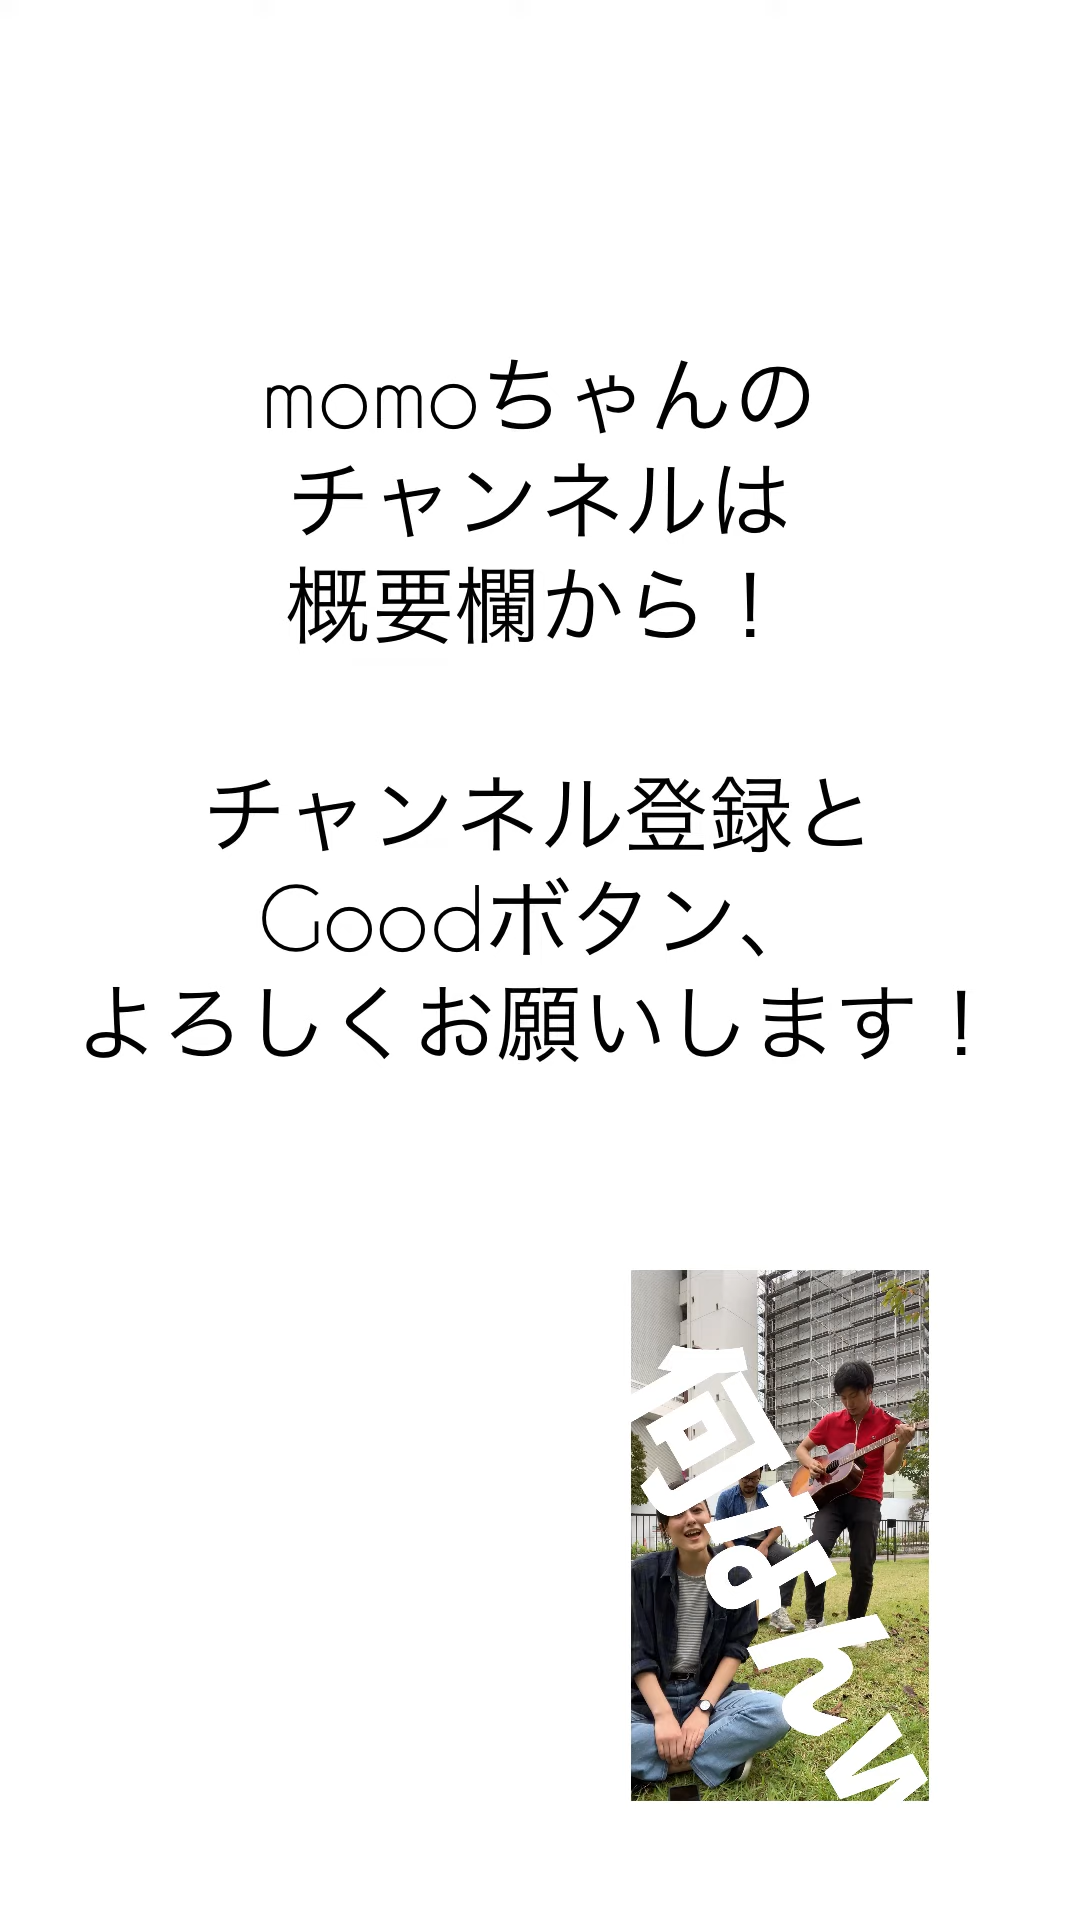 momoちゃんの
チャンネルは
概要欄から！
チャンネル登録と
Goodボタン、
よろしくお願いします！
何よんw